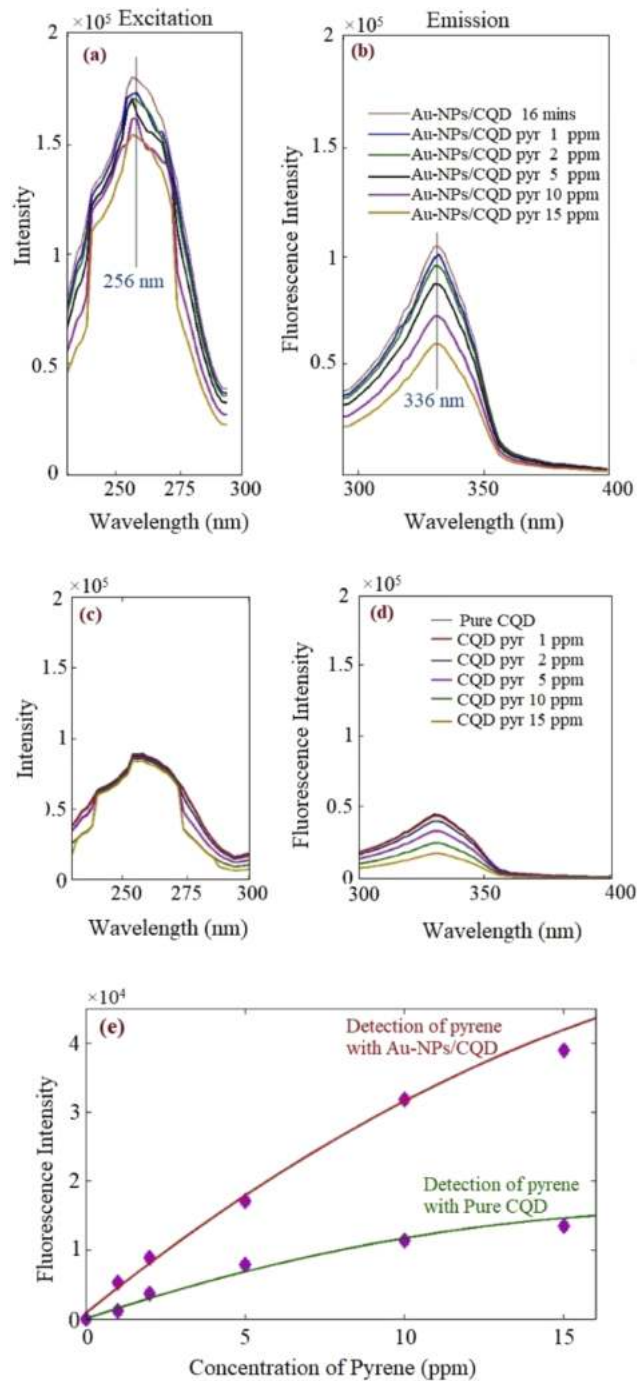 ×10⁵ Excitation
(a)
2
1.5
1
0.5
0
Intensity
256 nm
250 275 300
Wavelength (nm)
Emission
×10⁵
(b)
2
1.5
1
0.5
Fluorescence Intensity
Au-NPs/CQD 16 mins
Au-NPs/CQD pyr 1 ppm
Au-NPs/CQD pyr 2 ppm
Au-NPs/CQD pyr 5 ppm
Au-NPs/CQD pyr 10 ppm
Au-NPs/CQD pyr 15 ppm
336 nm
300 350 400
Wavelength (nm)
×10⁵
(c)
2
1.5
1
0.5
0
Intensity
250 275 300
Wavelength (nm)
×10⁵
(d)
2
1.5
1
0.5
0
Fluorescence Intensity
Pure CQD
CQD pyr 1 ppm
CQD pyr 2 ppm
CQD pyr 5 ppm
CQD pyr 10 ppm
CQD pyr 15 ppm
300 350 400
Wavelength (nm)
×10⁴
(e)
4
3
2
1
0
Fluorescence Intensity
Detection of pyrene
with Au-NPs/CQD
Detection of pyrene
with Pure CQD
0 5 10 15
Concentration of Pyrene (ppm)